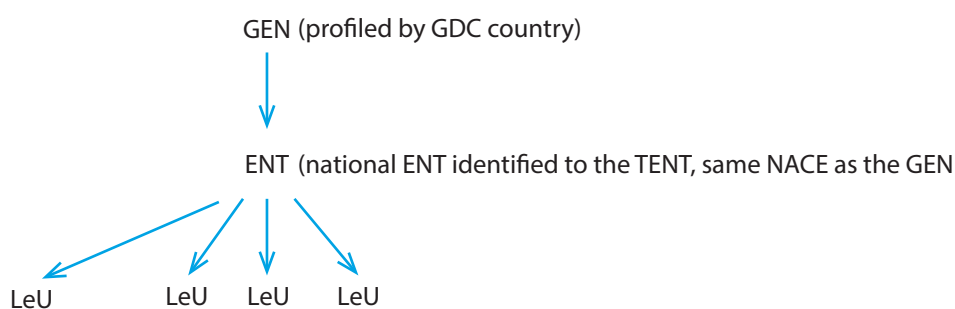 GEN (profiled by GDC country)
ENT (national ENT identified to the TENT, same NACE as the GEN
LeU LeU LeU LeU